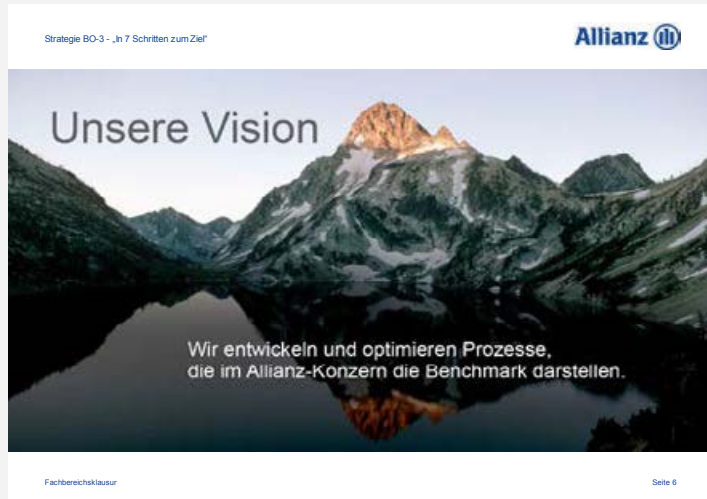 Strategie BO-3 - „In 7 Schritten zum Ziel“
Allianz
Unsere Vision
Wir entwickeln und optimieren Prozesse,
die im Allianz-Konzern die Benchmark darstellen.
Fachbereichsklausur
Seite 6